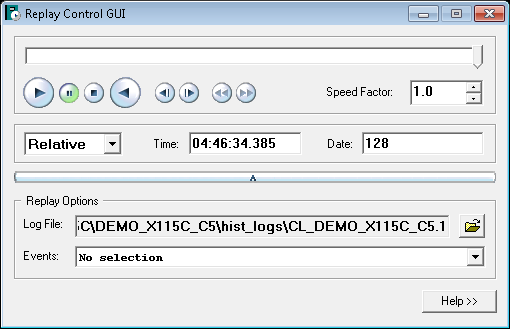 Replay Control GUI
Speed Factor: 1.0
Relative Time: 04:46:34.385 Date: 128
Replay Options
Log File: C\DEMO_X115C_C5\hist_logs\CL_DEMO_X115C_C5.1
Events: No selection
Help >>